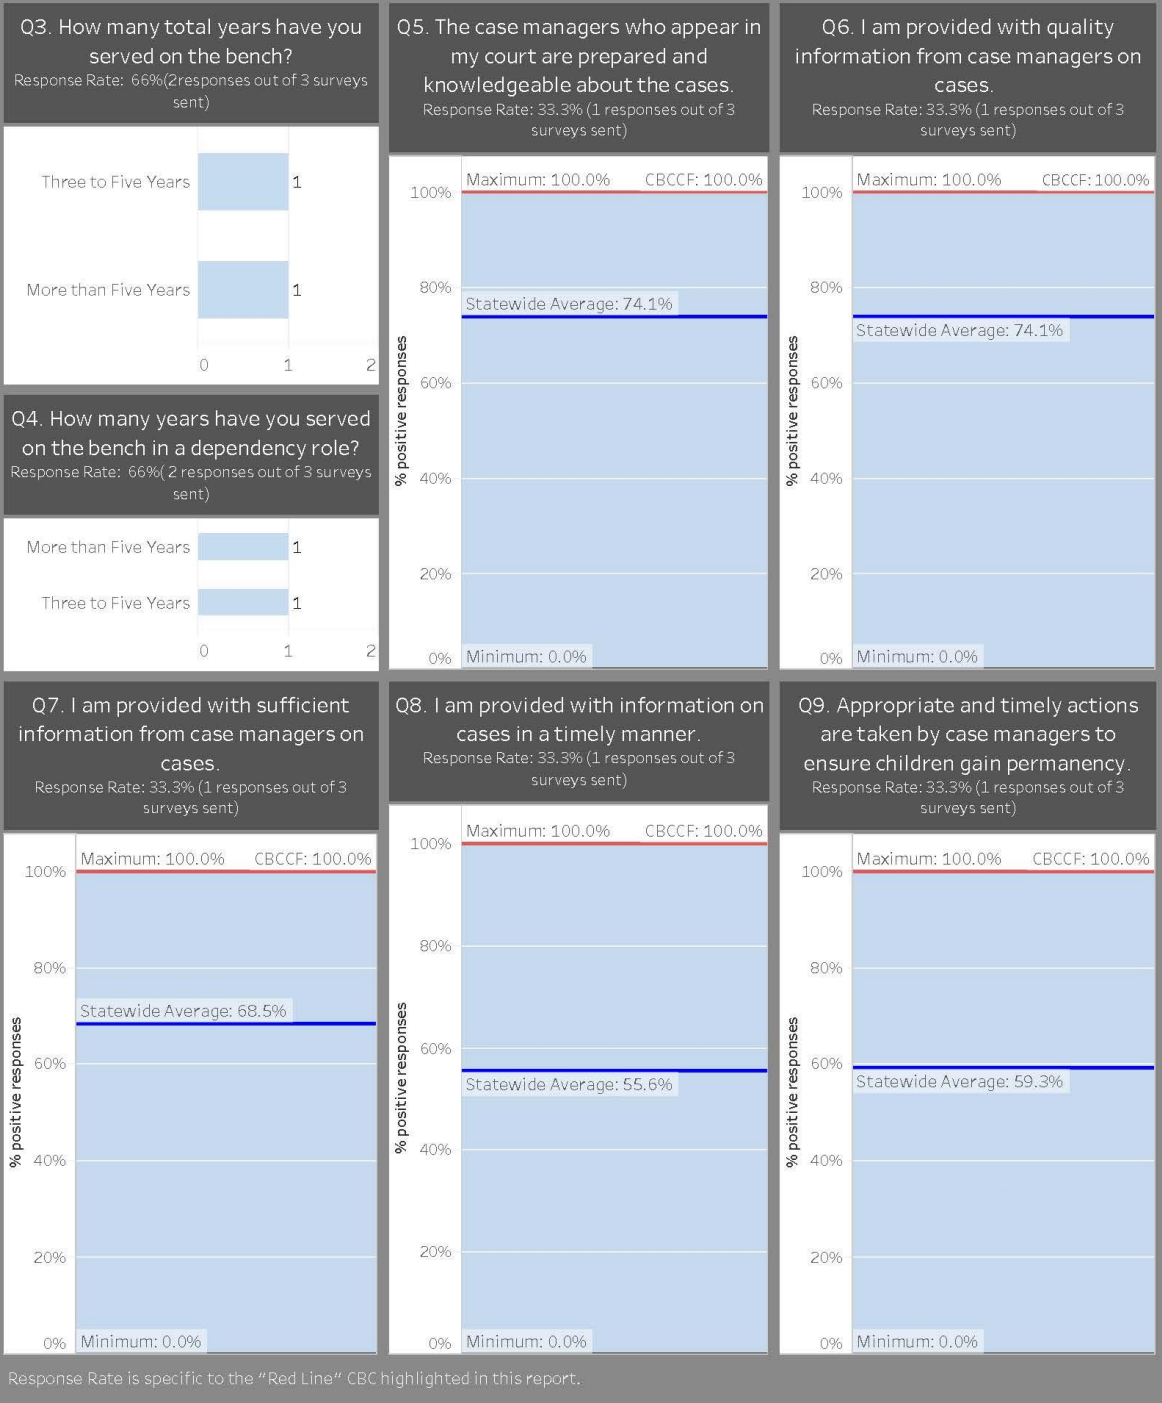 Q3. How many total years have you
served on the bench?
Response Rate:  66%(2responses out of 3 surveys
sent)
Three to Five Years
1
More than Five Years
1
0
1
2
Q4. How many years have you served
on the bench in a dependency role?
Response Rate:  66%( 2 responses out of 3 surveys
sent)
More than Five Years
1
Three to Five Years
1
0
1
2
Q5. The case managers who appear in
my court are prepared and
knowledgeable about the cases.
Response Rate: 33.3% (1 responses out of 3
surveys sent)
Maximum: 100.0%
CBCCF: 100.0%
100%
80%
Statewide Average: 74.1%
60%
40%
20%
0%
Minimum: 0.0%
% positive responses
Q6. I am provided with quality
information from case managers on
cases.
Response Rate: 33.3% (1 responses out of 3
surveys sent)
Maximum: 100.0%
CBCCF: 100.0%
100%
80%
Statewide Average: 74.1%
60%
40%
20%
0%
Minimum: 0.0%
% positive responses
Q7. I am provided with sufficient
information from case managers on
cases.
Response Rate: 33.3% (1 responses out of 3
surveys sent)
Maximum: 100.0%
CBCCF: 100.0%
100%
80%
Statewide Average: 68.5%
60%
40%
20%
0%
Minimum: 0.0%
% positive responses
Q8. I am provided with information on
cases in a timely manner.
Response Rate: 33.3% (1 responses out of 3
surveys sent)
Maximum: 100.0%
CBCCF: 100.0%
100%
80%
60%
Statewide Average: 55.6%
40%
20%
0%
Minimum: 0.0%
% positive responses
Q9. Appropriate and timely actions
are taken by case managers to
ensure children gain permanency.
Response Rate: 33.3% (1 responses out of 3
surveys sent)
Maximum: 100.0%
CBCCF: 100.0%
100%
80%
60%
Statewide Average: 59.3%
40%
20%
0%
Minimum: 0.0%
% positive responses
Response Rate is specific to the "Red Line" CBC highlighted in this report.